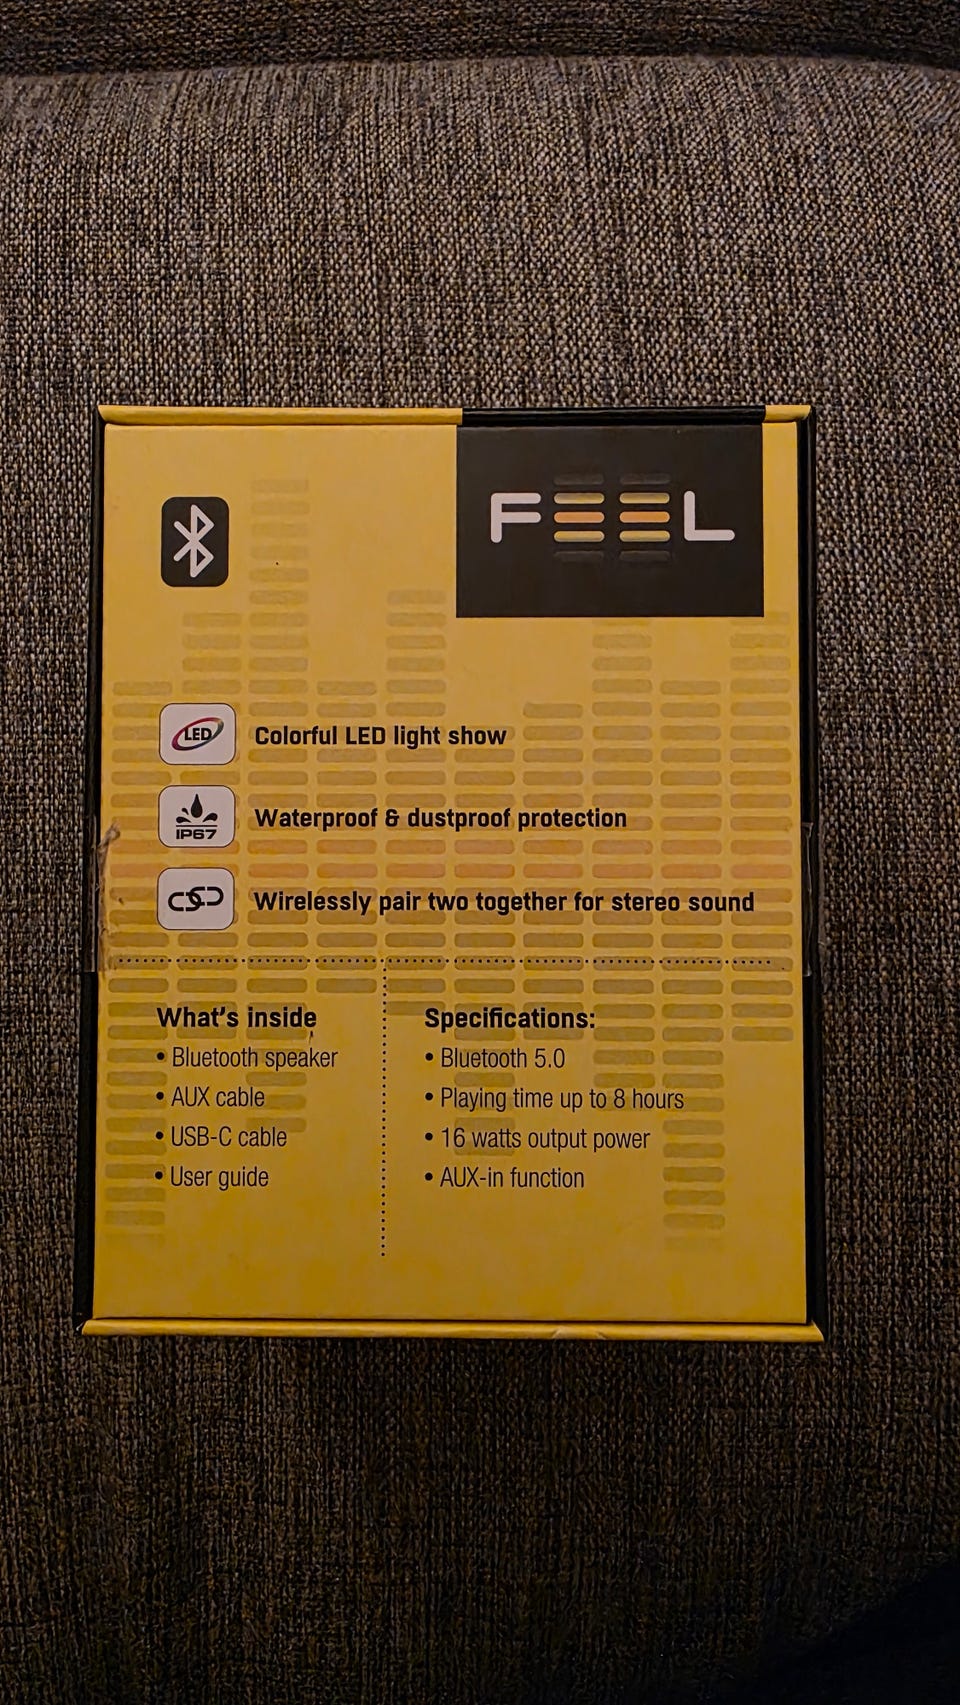 FEEL
LED
Colorful LED light show
IP67
Waterproof & dustproof protection
Wirelessly pair two together for stereo sound
What's inside
• Bluetooth speaker
• AUX cable
• USB-C cable
• User guide
Specifications:
• Bluetooth 5.0
• Playing time up to 8 hours
• 16 watts output power
• AUX-in function